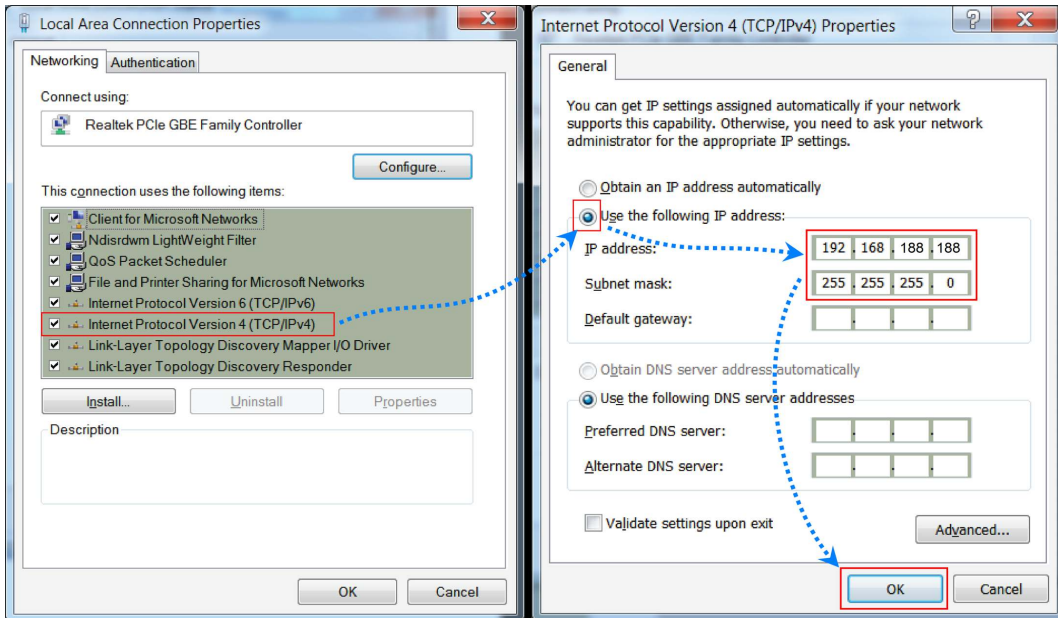 Local Area Connection Properties
Networking
Authentication
Connect using:
Realtek PCIe GBE Family Controller
Configure...
This connection uses the following items:
Client for Microsoft Networks
Ndisrdwm LightWeight Filter
QoS Packet Scheduler
File and Printer Sharing for Microsoft Networks
Internet Protocol Version 6 (TCP/IPv6)
Internet Protocol Version 4 (TCP/IPv4)
Link-Layer Topology Discovery Mapper I/O Driver
Link-Layer Topology Discovery Responder
Install...
Uninstall
Properties
Description
OK
Cancel
Internet Protocol Version 4 (TCP/IPv4) Properties
General
You can get IP settings assigned automatically if your network
supports this capability. Otherwise, you need to ask your network
administrator for the appropriate IP settings.
Obtain an IP address automatically
Use the following IP address:
IP address: 192 . 168 . 188 . 188
Subnet mask: 255 . 255 . 255 . 0
Default gateway: . . .
Obtain DNS server address automatically
Use the following DNS server addresses
Preferred DNS server: . . .
Alternate DNS server: . . .
Validate settings upon exit
Advanced...
OK
Cancel